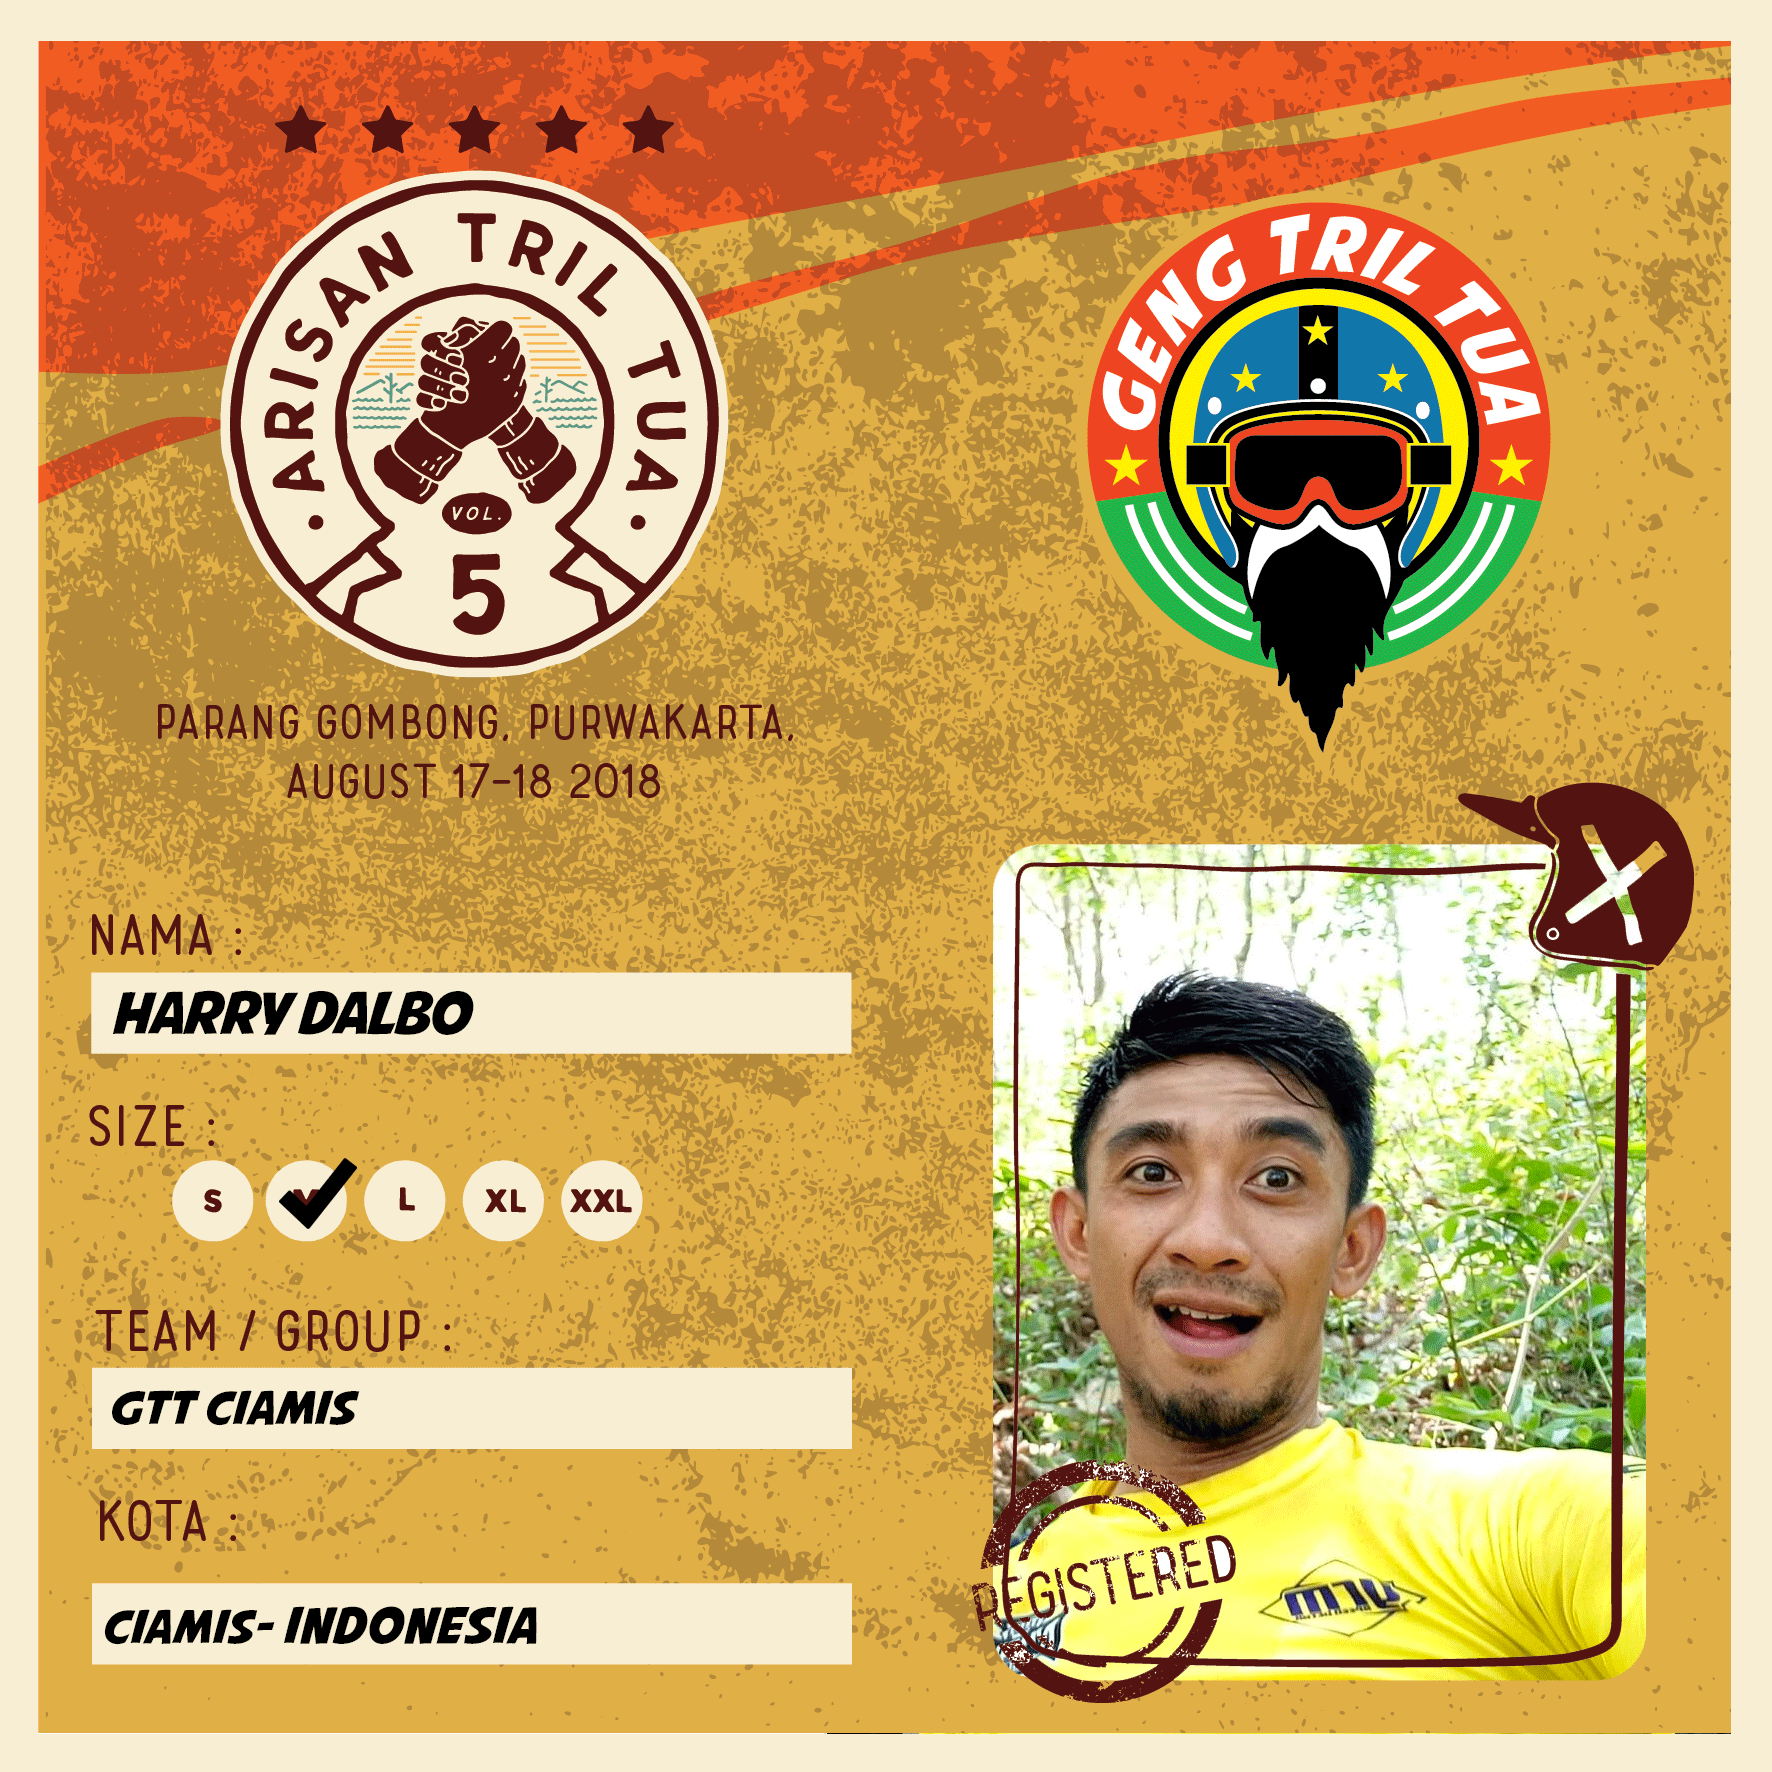 ARISAN TRIL TUA
VOL.
5
GENG TRIL TUA
PARANG GOMBONG, PURWAKARTA,
AUGUST 17-18 2018
NAMA :
HARRY DALBO
SIZE :
S L XL XXL
TEAM / GROUP :
GTT CIAMIS
KOTA :
CIAMIS- INDONESIA
REGISTERED